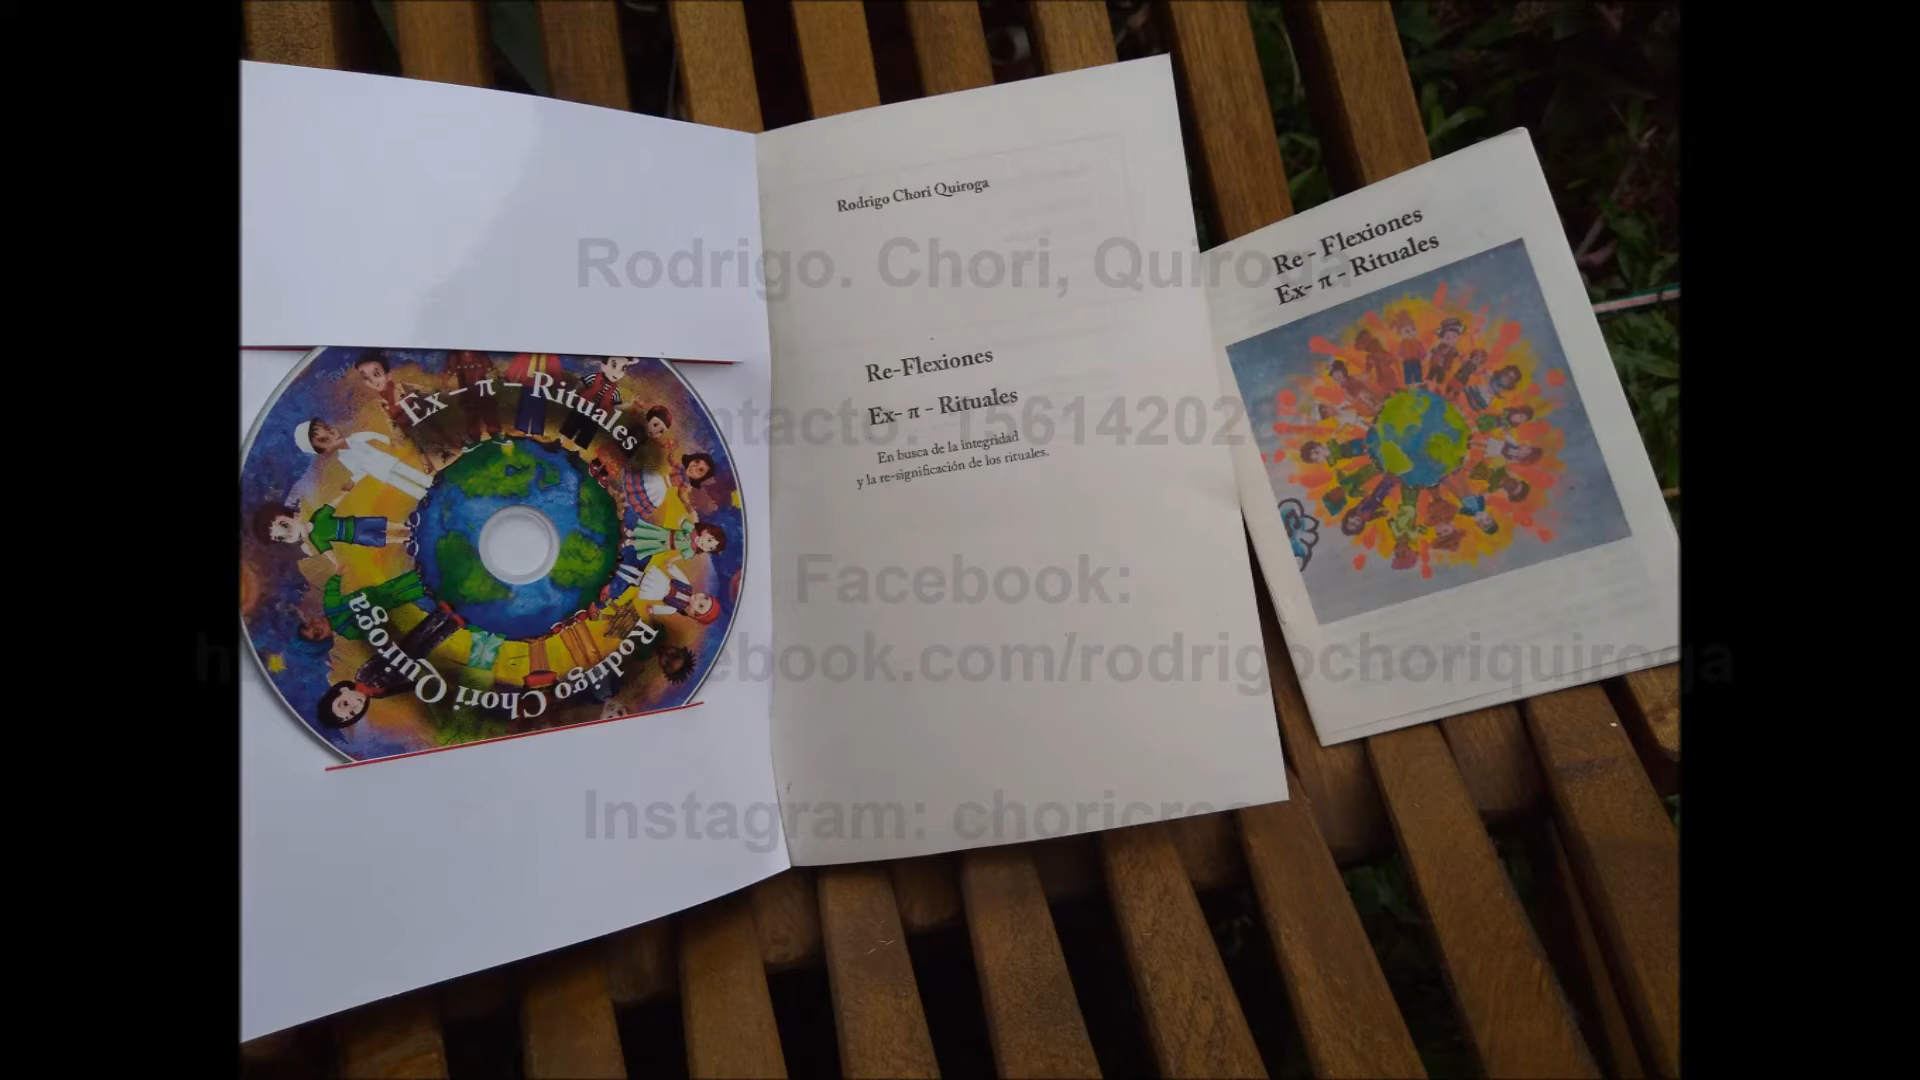 Ex – π – Rituales
Rodrigo Chori Quiroga
Rodrigo Chori Quiroga
Re-Flexiones
Ex- π - Rituales
En busca de la integridad
y la re-significación de los rituales.
Re - Flexiones
Ex- π - Rituales
Rodrigo. Chori, Quiroga
Facebook:
Instagram: